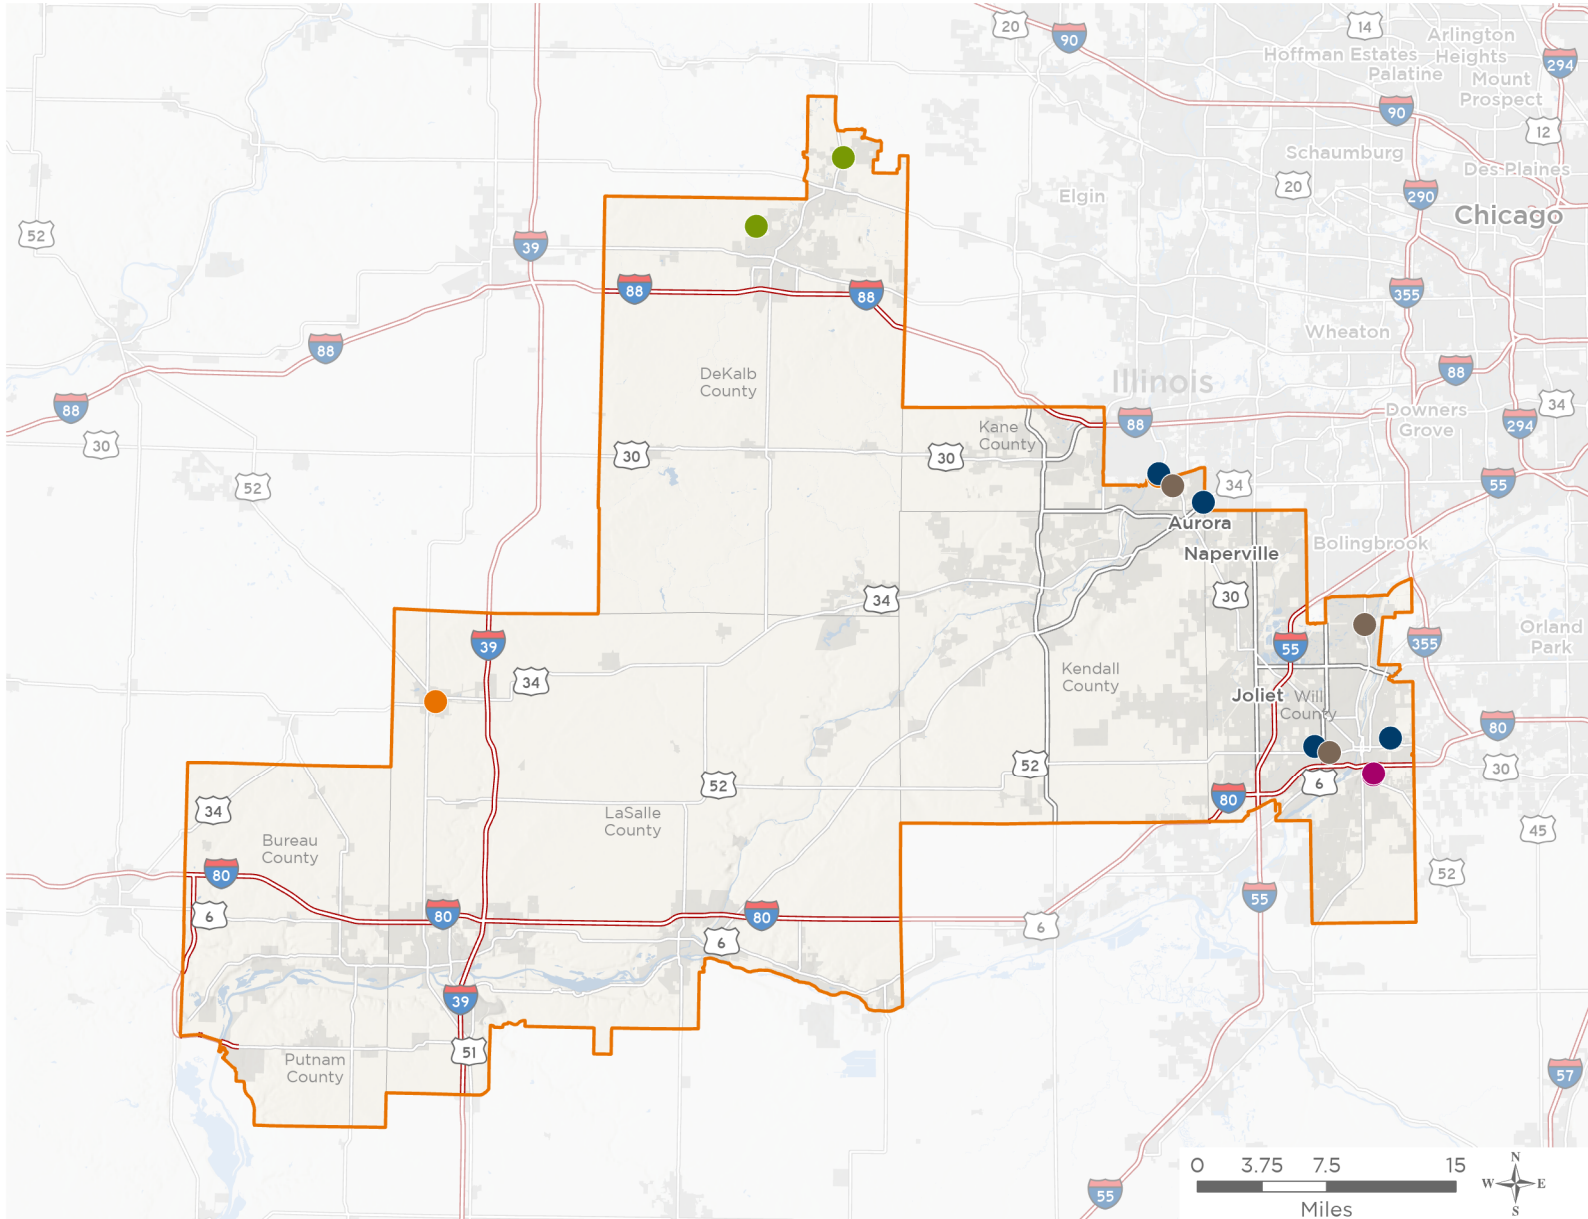 20
90
14
Arlington
Heights
Hoffman Estates
Palatine
294
Mount
Prospect
90
12
Schaumburg
Des Plaines
20
290
Elgin
Chicago
52
39
88
88
355
Wheaton
88
88
DeKalb
County
Illinois
88
34
Downers
Grove
30
Kane
County
88
294
30
30
52
34
55
Aurora
Bolingbrook
Naperville
34
30
39
55
355
Orland
Park
34
Kendall
County
Joliet
Will
County
80
52
52
30
6
80
34
LaSalle
County
45
Bureau
County
80
52
55
6
80
80
6
6
39
51
Putnam
County
57
0
3.75
7.5
15
Miles
N
W
E
S
55